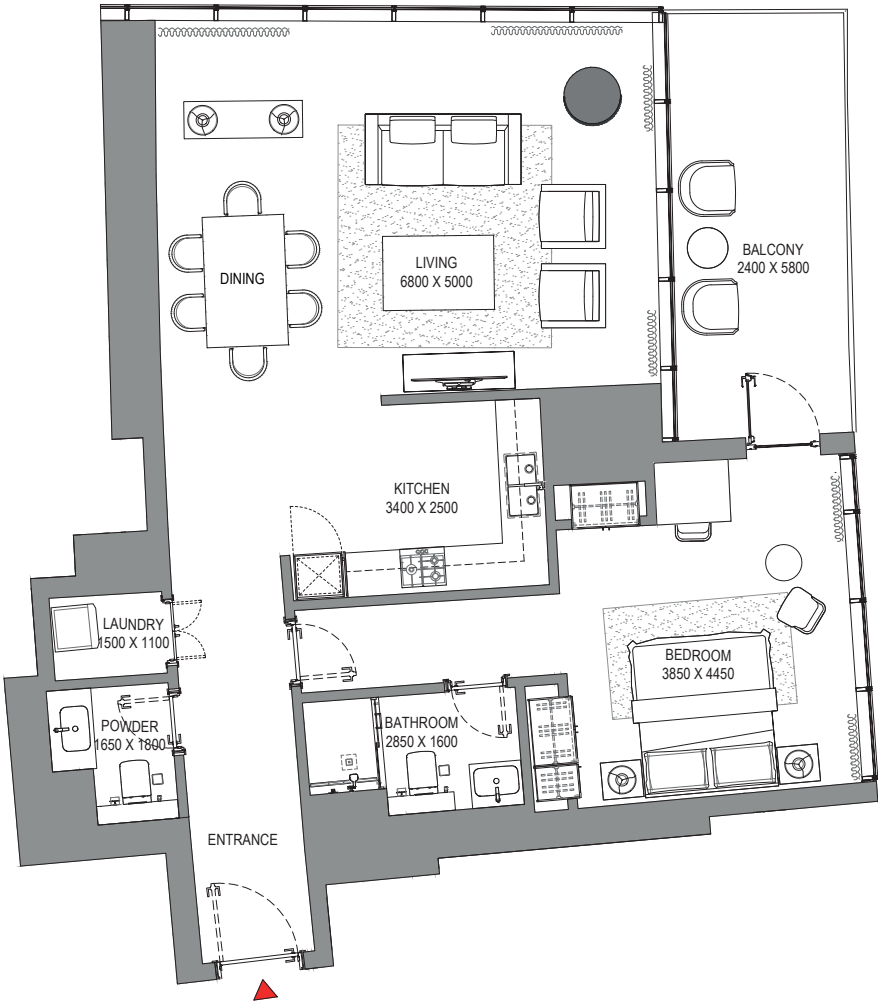 DINING
LIVING
6800 X 5000
BALCONY
2400 X 5800
KITCHEN
3400 X 2500
LAUNDRY
1500 X 1100
BEDROOM
3850 X 4450
POWDER
1650 X 1800
BATHROOM
2850 X 1600
ENTRANCE